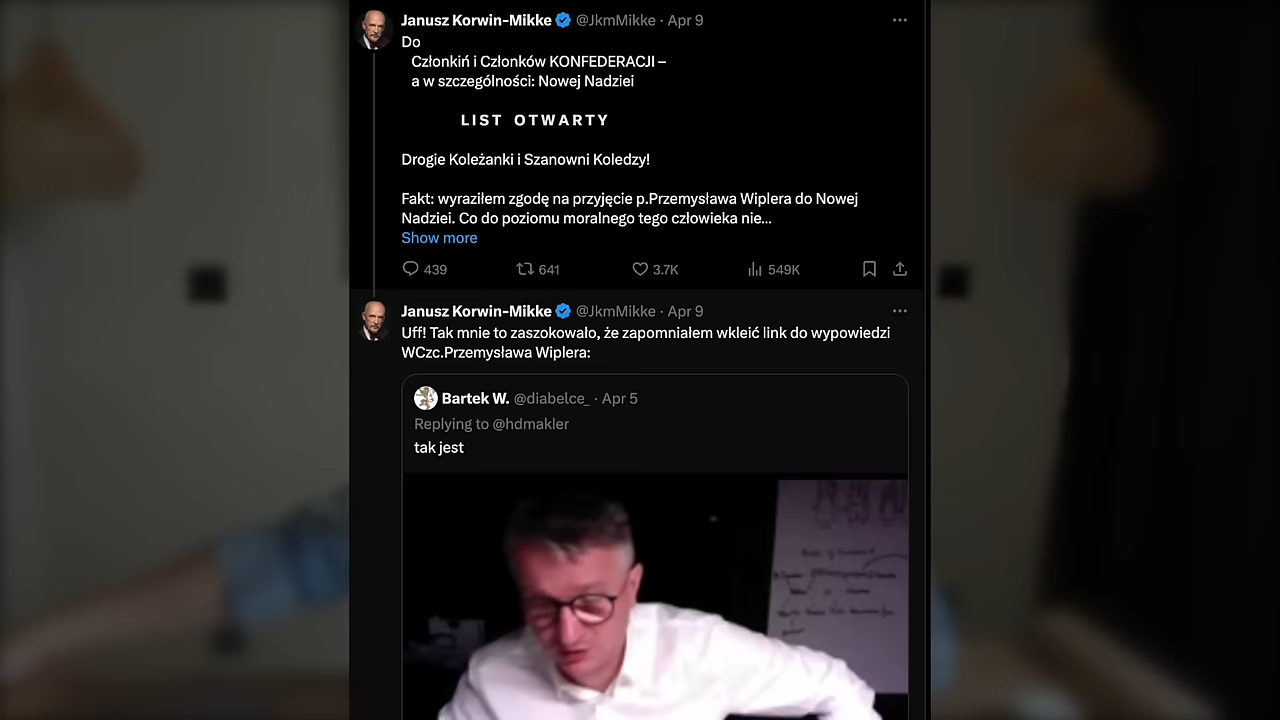 Janusz Korwin-Mikke @JkmMikke · Apr 9
Do
Członkiń i Członków KONFEDERACJI –
a w szczególności: Nowej Nadziei
LIST OTWARTY
Drogie Koleżanki i Szanowni Koledzy!
Fakt: wyraziłem zgodę na przyjęcie p.Przemysława Wiplera do Nowej
Nadziei. Co do poziomu moralnego tego człowieka nie...
Show more
439 641 3.7K 549K
Janusz Korwin-Mikke @JkmMikke · Apr 9
Uff! Tak mnie to zaszokowało, że zapomniałem wkleić link do wypowiedzi
WCzc.Przemysława Wiplera:
Bartek W. @diabelce_ · Apr 5
Replying to @hdmakler
tak jest